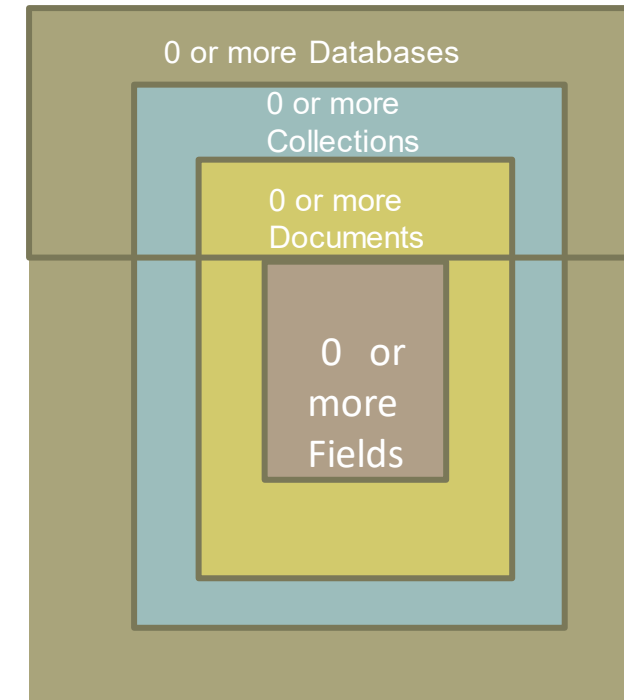 0 or more Databases
0 or more
Collections
0 or more
Documents
0 or
more
Fields